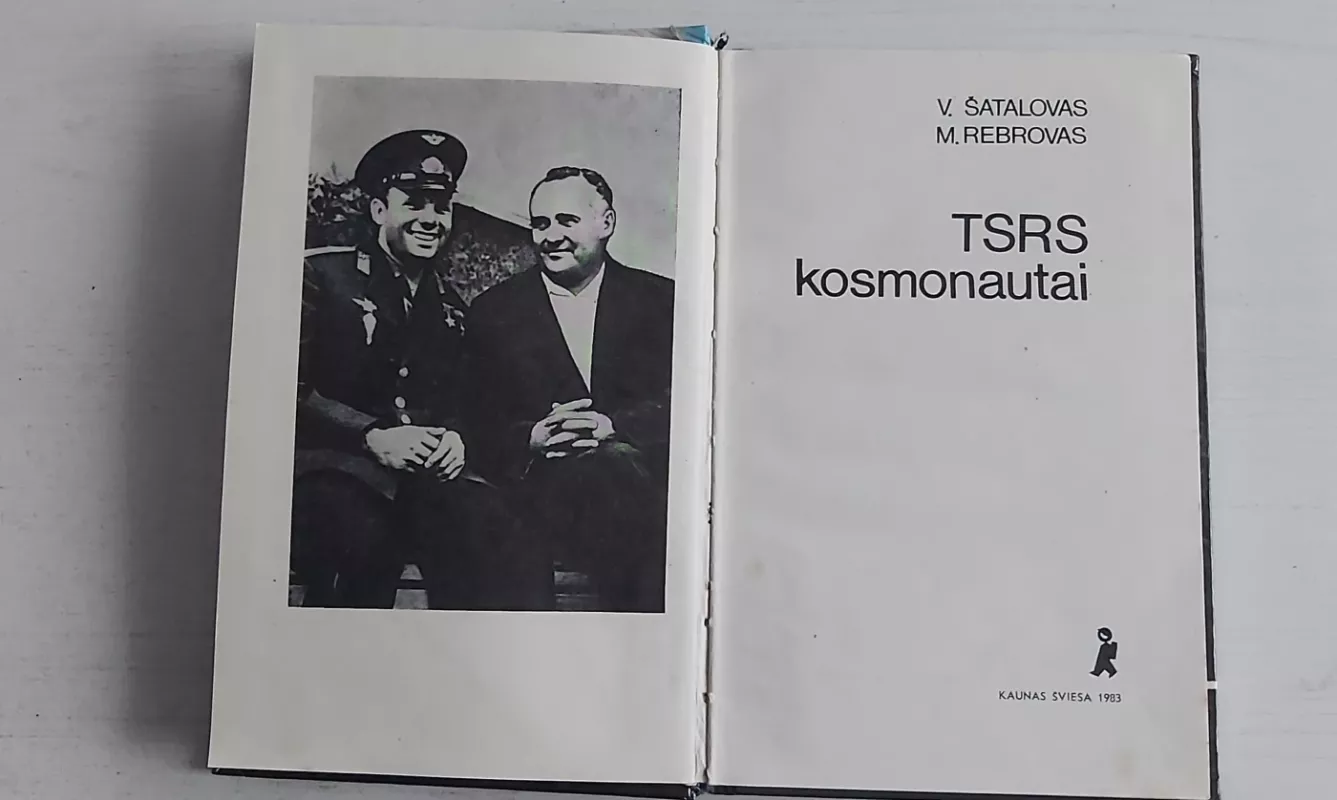 V. ŠATALOVAS
M. REBROVAS
TSRS
kosmonautai
KAUNAS ŠVIESA 1983